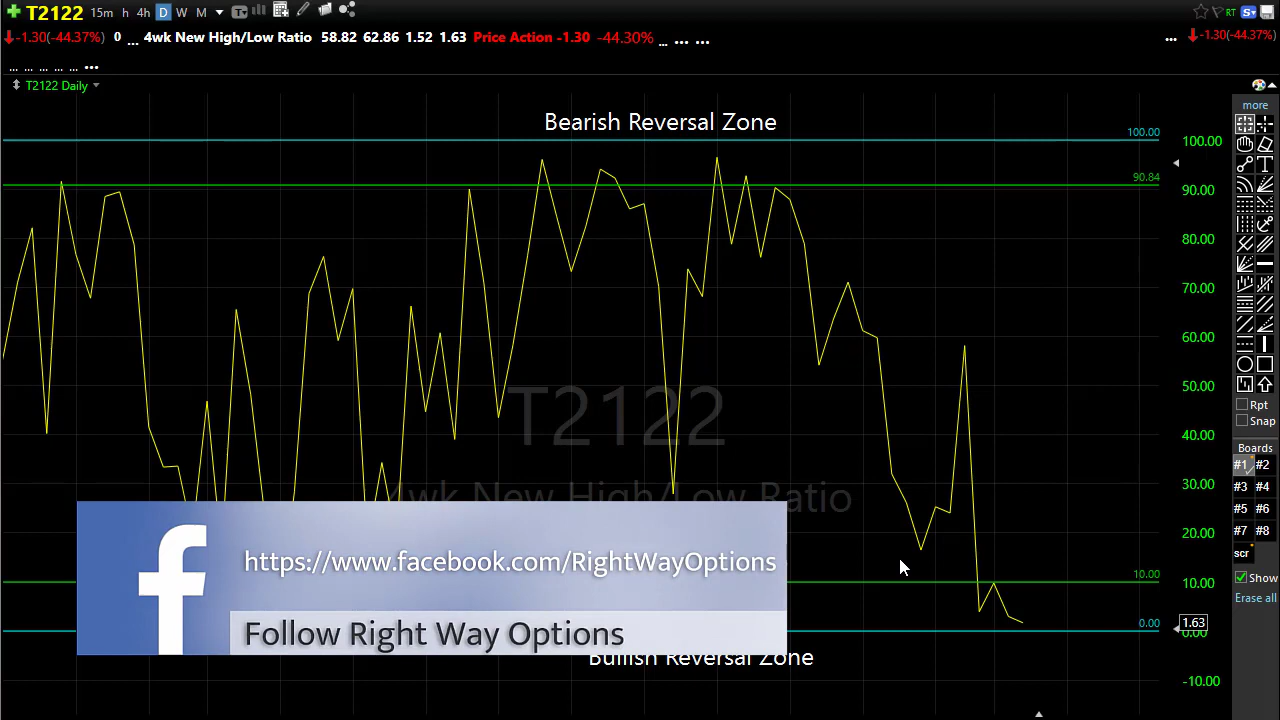 T2122 15m h 4h D W M
RT
-1.30(-44.37%) 0 ... 4wk New High/Low Ratio 58.82 62.86 1.52 1.63 Price Action -1.30 -44.30% ... ... ...
... -1.30(-44.37%)
... ... ... ... ... ...
T2122 Daily
more
Bearish Reversal Zone
100.00
100.00
90.84
90.00
80.00
70.00
60.00
50.00
40.00
30.00
20.00
10.00
10.00
0.00
1.63
0.00
-10.00
T2122
4wk New High/Low Ratio
https://www.facebook.com/RightWayOptions
Follow Right Way Options
Bullish Reversal Zone
Rpt
Snap
Boards
#1 #2
#3 #4
#5 #6
#7 #8
scr
Show
Erase all